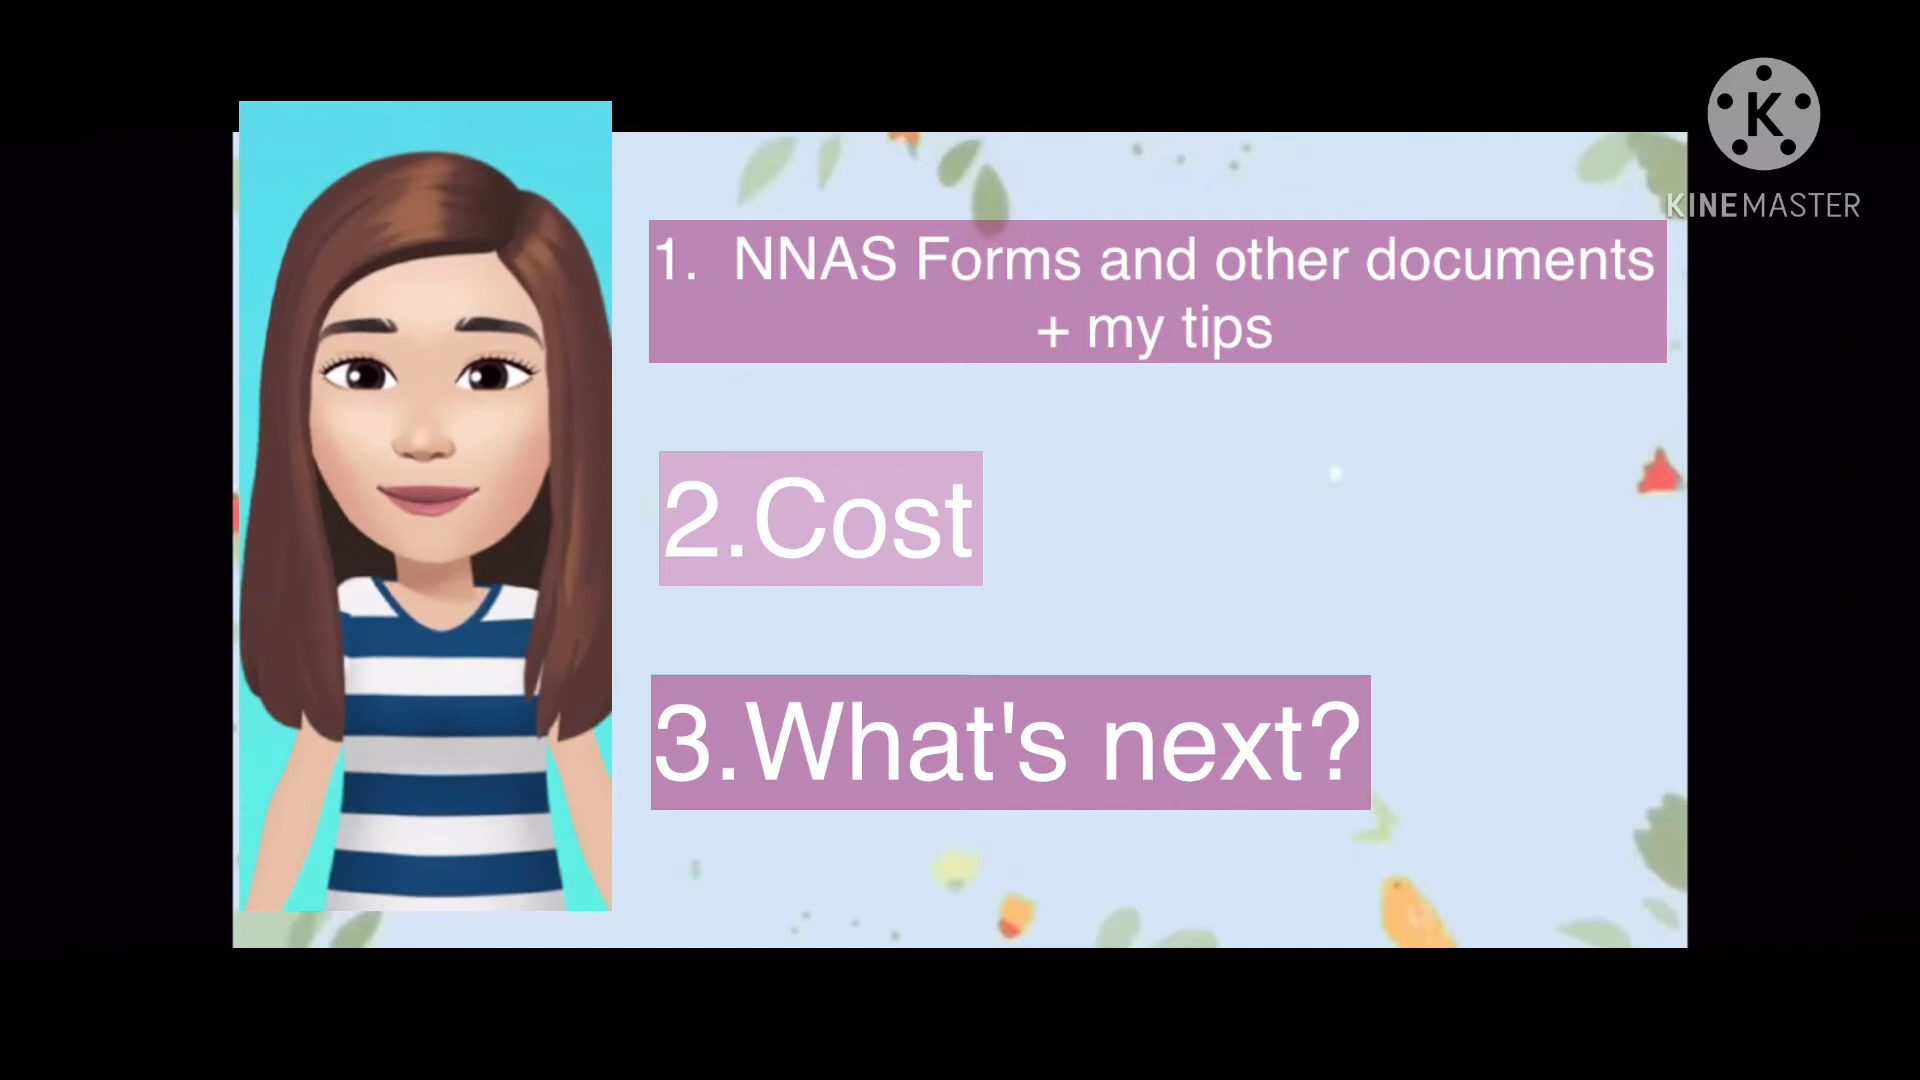 K
KINEMASTER
1. NNAS Forms and other documents
+ my tips
2.Cost
3.What's next?